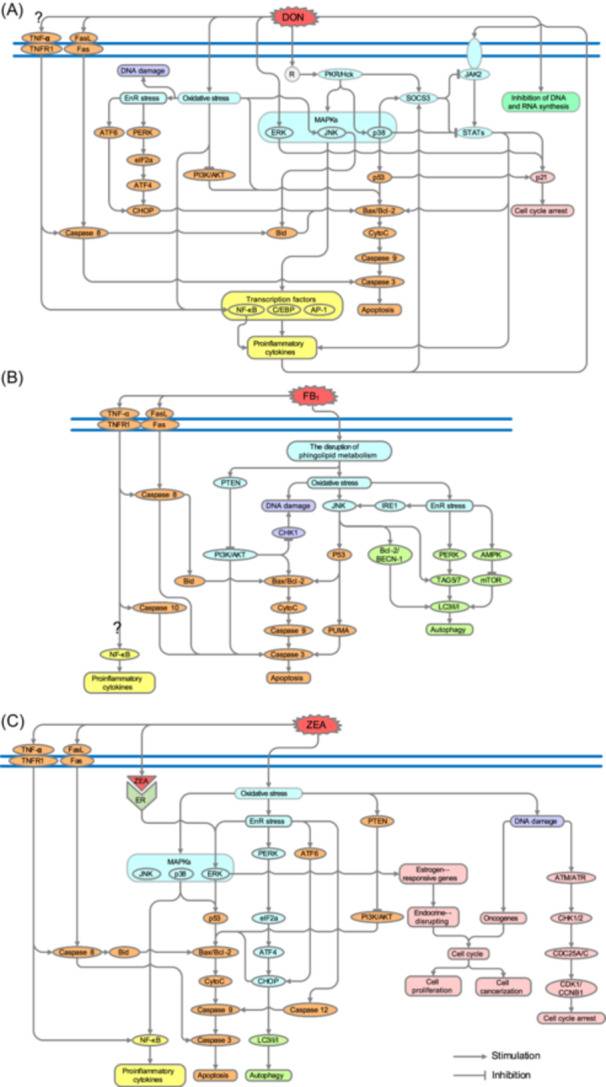 (A)
DON
?
TNF-α
FasL
TNFR1
Fas
DNA damage
R
PKR/Hck
JAK2
EnR stress
Oxidative stress
SOCS3
Inhibition of DNA
and RNA synthesis
MAPKs
ATF6
PERK
ERK
JNK
p38
STATs
eIF2a
PI3K/AKT
p53
p21
ATF4
CHOP
Bax/Bcl-2
Cell cycle arrest
Caspase 8
Bid
CytoC
Caspase 9
Caspase 3
Transcription factors
NF-κB
C/EBP
AP-1
Apoptosis
Proinflammatory
cytokines
(B)
FB₁
TNF-α
FasL
TNFR1
Fas
The disruption of
phingolipid metabolism
PTEN
Oxidative stress
Caspase 8
DNA damage
JNK
IRE1
EnR stress
CHK1
PI3K/AKT
P53
Bcl-2/
BECN-1
PERK
AMPK
Bid
Bax/Bcl-2
TAG5/7
mTOR
Caspase 10
CytoC
LC3II/I
?
Caspase 9
PUMA
Autophagy
NF-κB
Caspase 3
Proinflammatory
cytokines
Apoptosis
(C)
ZEA
TNF-α
FasL
TNFR1
Fas
ZEA
ER
Oxidative stress
EnR stress
PTEN
DNA damage
MAPKs
PERK
ATF6
JNK
p38
ERK
Estrogen-
responsive genes
ATM/ATR
p53
eIF2a
PI3K/AKT
Endocrine-
disrupting
Oncogenes
CHK1/2
Caspase 8
Bid
Bax/Bcl-2
ATF4
Cell cycle
CDC25A/C
CytoC
CHOP
Cell
proliferation
Cell
cancerization
CDK1/
CCNB1
Caspase 9
Caspase 12
Cell cycle arrest
NF-κB
Caspase 3
LC3II/I
Stimulation
Proinflammatory
cytokines
Apoptosis
Autophagy
Inhibition